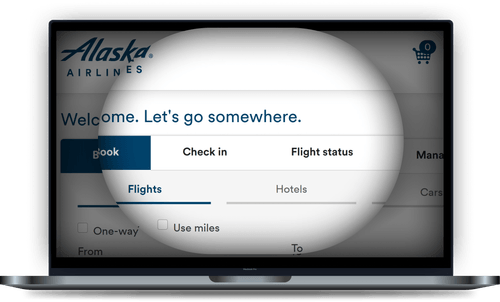 Alaska®
AIRLINES
0
Welcome. Let's go somewhere.
Book Check in Flight status Mana
Flights Hotels Cars
One-way Use miles
From To